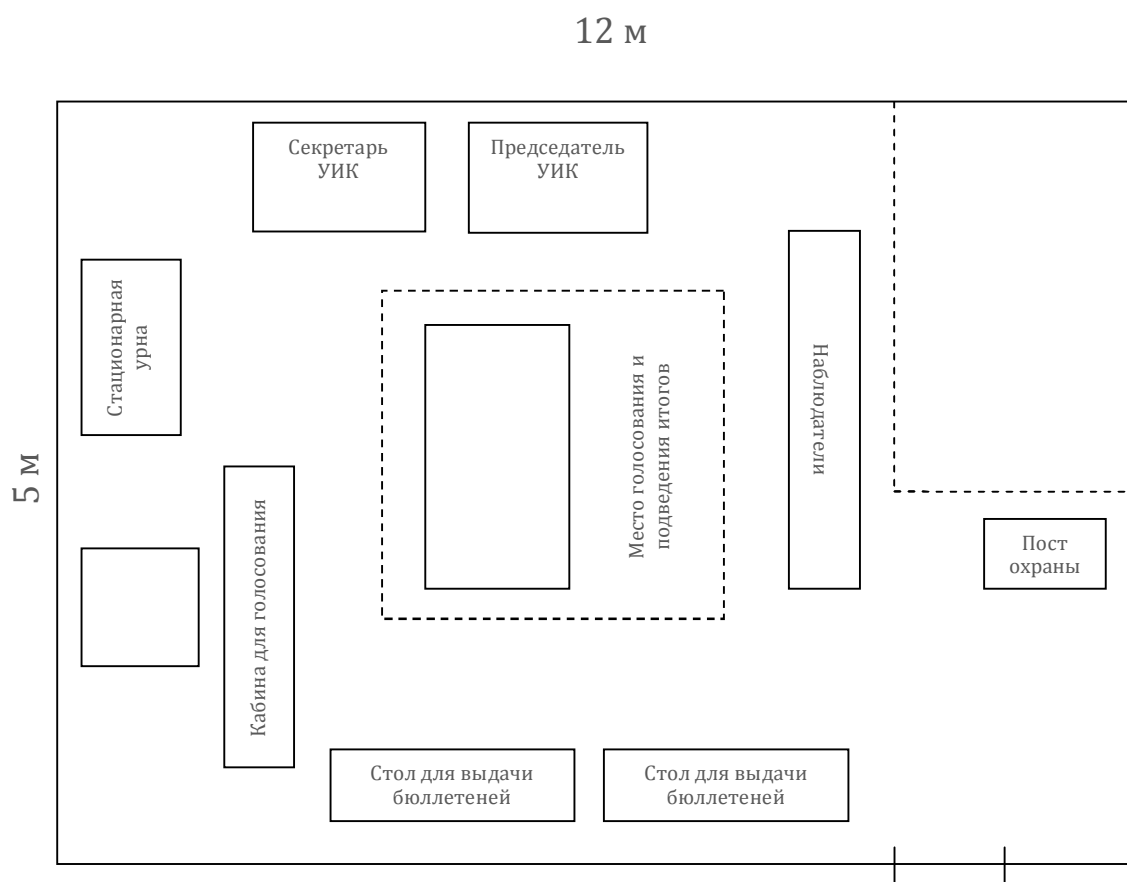 12 м
Секретарь
УИК
Председатель
УИК
Стационарная
урна
Место голосования и
подведения итогов
Наблюдатели
5 м
Кабина для голосования
Пост
охраны
Стол для выдачи
бюллетеней
Стол для выдачи
бюллетеней